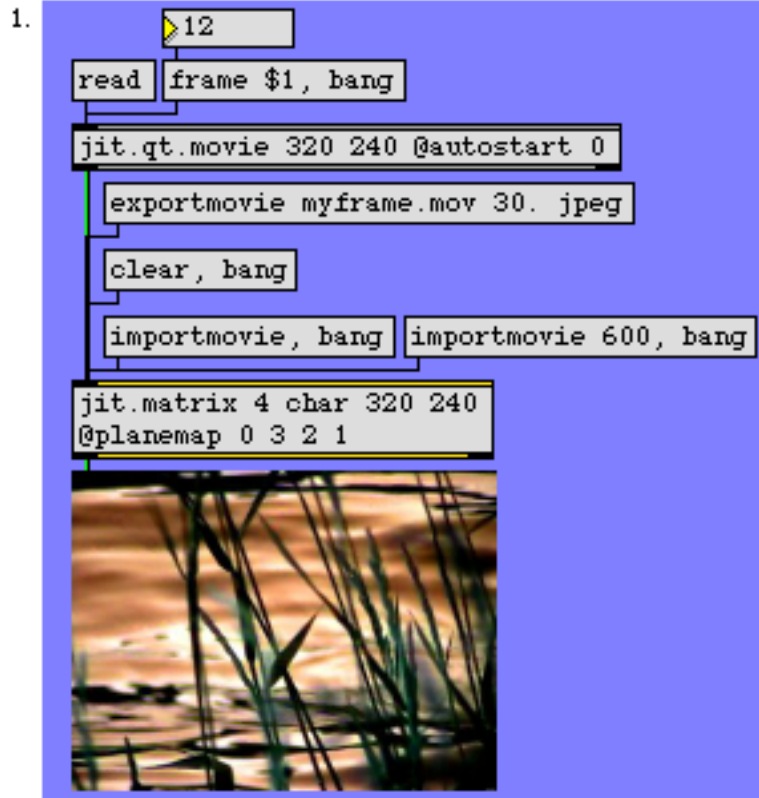 1.
12
read frame $1, bang
jit.qt.movie 320 240 @autostart 0
exportmovie myframe.mov 30. jpeg
clear, bang
importmovie, bang importmovie 600, bang
jit.matrix 4 char 320 240
@planemap 0 3 2 1